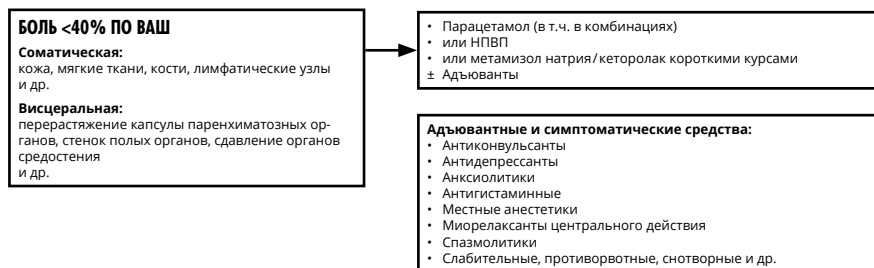 БОЛЬ <40% ПО ВАШ
Соматическая:
кожа, мягкие ткани, кости, лимфатические узлы
и др.
Висцеральная:
перерастяжение капсулы паренхиматозных ор-
ганов, стенок полых органов, сдавление органов
средостения
и др.
• Парацетамол (в т.ч. в комбинациях)
• или НПВП
• или метамизол натрия/кеторолак короткими курсами
± Адъюванты
Адъювантные и симптоматические средства:
• Антиконвульсанты
• Антидепрессанты
• Анксиолитики
• Антигистаминные
• Местные анестетики
• Миорелаксанты центрального действия
• Спазмолитики
• Слабительные, противорвотные, снотворные и др.